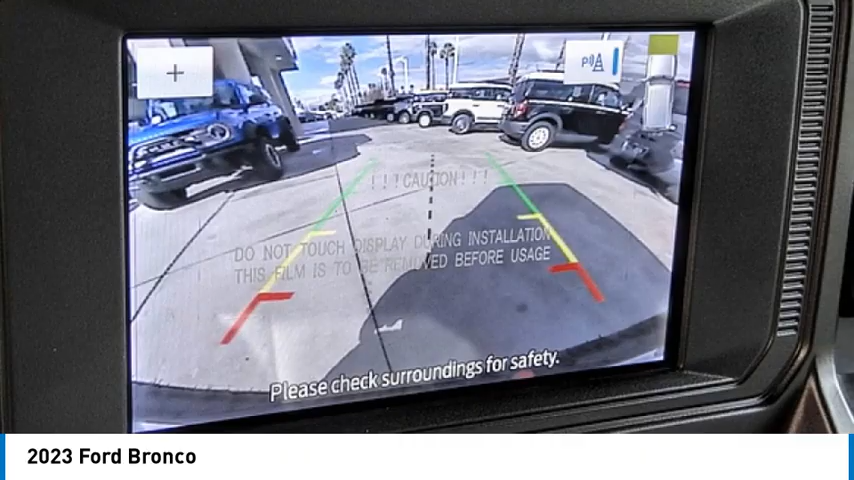 +
P
!!!CAUTION!!!
DO NOT TOUCH DISPLAY DURING INSTALLATION
THIS FILM IS TO BE REMOVED BEFORE USAGE
Please check surroundings for safety.
2023 Ford Bronco